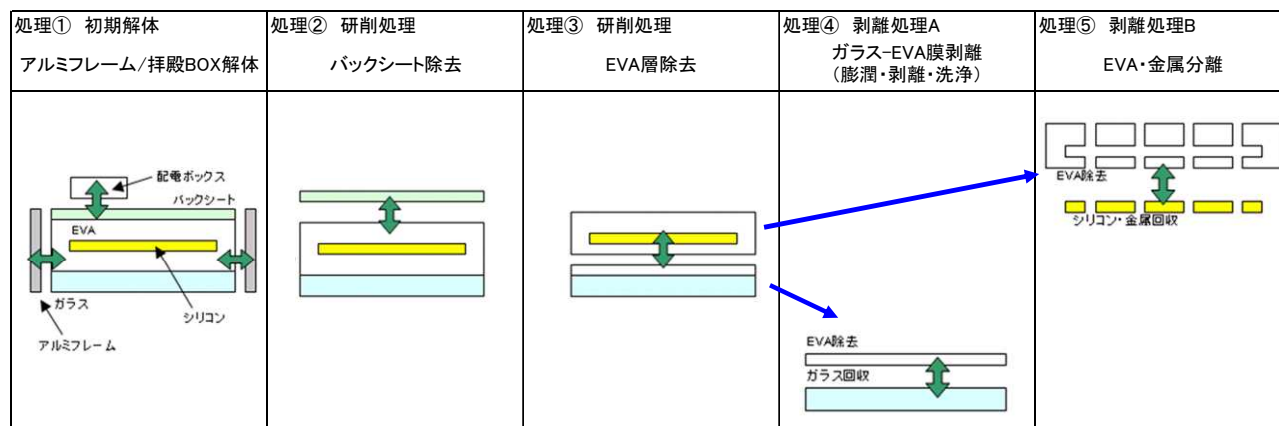 処理① 初期解体
アルミフレーム/拝殿BOX解体
処理② 研削処理
バックシート除去
処理③ 研削処理
EVA層除去
処理④ 剥離処理A
ガラス-EVA膜剥離
（膨潤・剥離・洗浄）
処理⑤ 剥離処理B
EVA・金属分離
配電ボックス
バックシート
EVA
ガラス
シリコン
アルミフレーム
EVA除去
ガラス回収
EVA除去
シリコン・金属回収